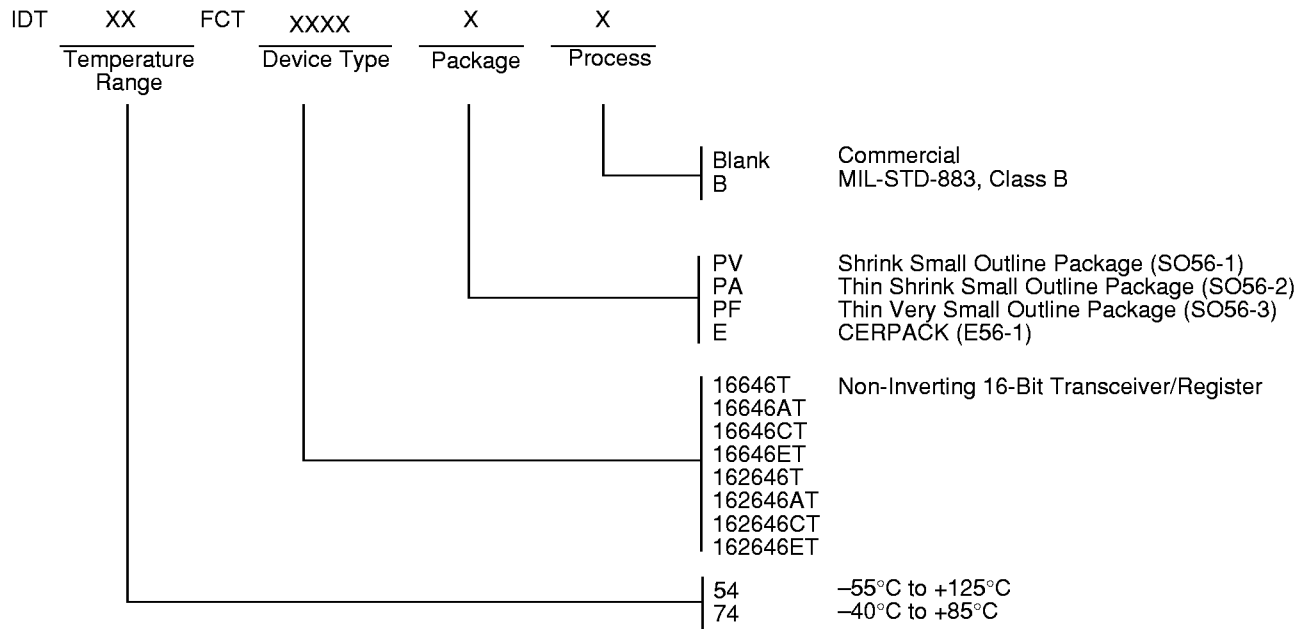 IDT XX FCT XXXX X X
Temperature Range Device Type Package Process
Blank Commercial
B MIL-STD-883, Class B
PV Shrink Small Outline Package (SO56-1)
PA Thin Shrink Small Outline Package (SO56-2)
PF Thin Very Small Outline Package (SO56-3)
E CERPACK (E56-1)
16646T Non-Inverting 16-Bit Transceiver/Register
16646AT
16646CT
16646ET
162646T
162646AT
162646CT
162646ET
54 –55°C to +125°C
74 –40°C to +85°C